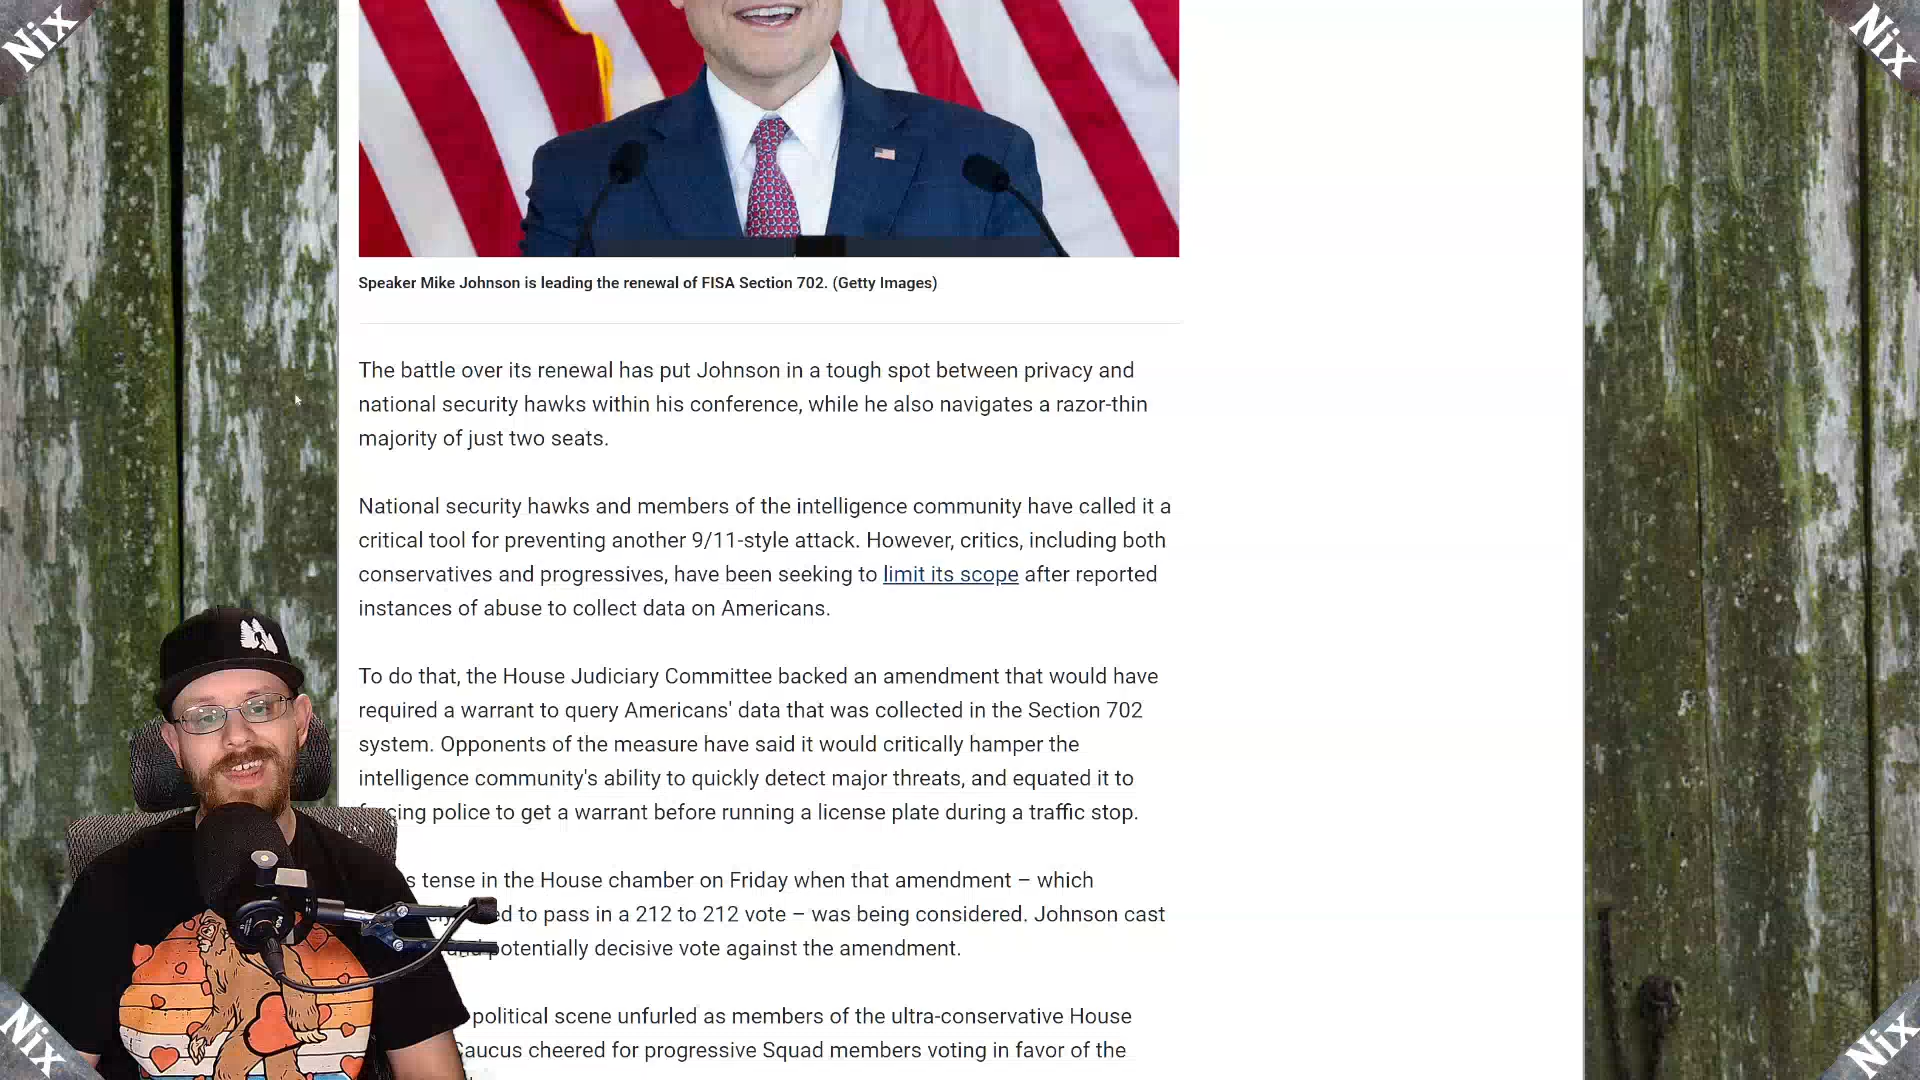 Nix
Nix
Speaker Mike Johnson is leading the renewal of FISA Section 702. (Getty Images)
The battle over its renewal has put Johnson in a tough spot between privacy and
national security hawks within his conference, while he also navigates a razor-thin
majority of just two seats.
National security hawks and members of the intelligence community have called it a
critical tool for preventing another 9/11-style attack. However, critics, including both
conservatives and progressives, have been seeking to limit its scope after reported
instances of abuse to collect data on Americans.
To do that, the House Judiciary Committee backed an amendment that would have
required a warrant to query Americans' data that was collected in the Section 702
system. Opponents of the measure have said it would critically hamper the
intelligence community's ability to quickly detect major threats, and equated it to
police to get a warrant before running a license plate during a traffic stop.
tense in the House chamber on Friday when that amendment – which
to pass in a 212 to 212 vote – was being considered. Johnson cast
potentially decisive vote against the amendment.
political scene unfurled as members of the ultra-conservative House
Caucus cheered for progressive Squad members voting in favor of the
Nix
Nix